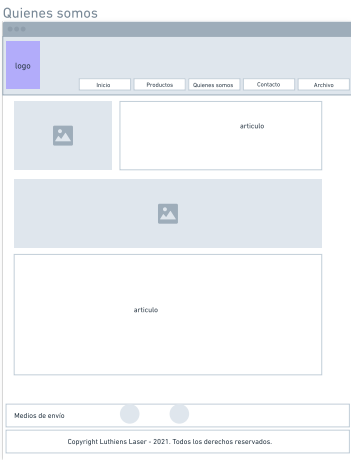 Quienes somos
logo
Inicio
Productos
Quienes somos
Contacto
Archivo
articulo
articulo
Medios de envío
Copyright Luthiens Laser - 2021. Todos los derechos reservados.